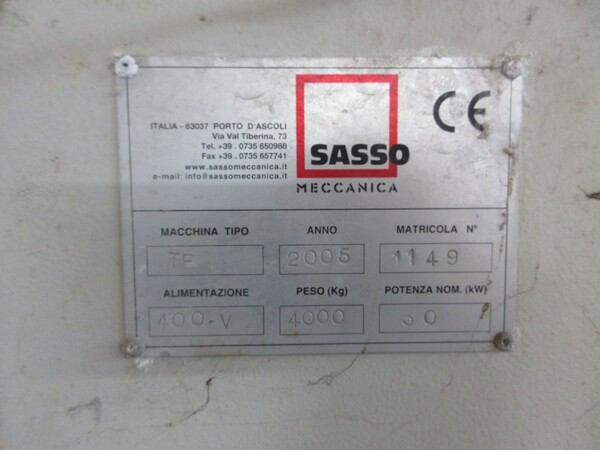 ITALIA - 63037 PORTO D'ASCOLI
Via Val Tiberina, 73
Tel. +39 . 0735 650968
Fax +39 . 0735 657741
www.sassomeccanica.it
e-mail: info@sassomeccanica.it
SASSO
MECCANICA
CE
MACCHINA TIPO ANNO MATRICOLA N°
TE 2005 1149
ALIMENTAZIONE PESO (Kg) POTENZA NOM. (kW)
400-V 4000 30